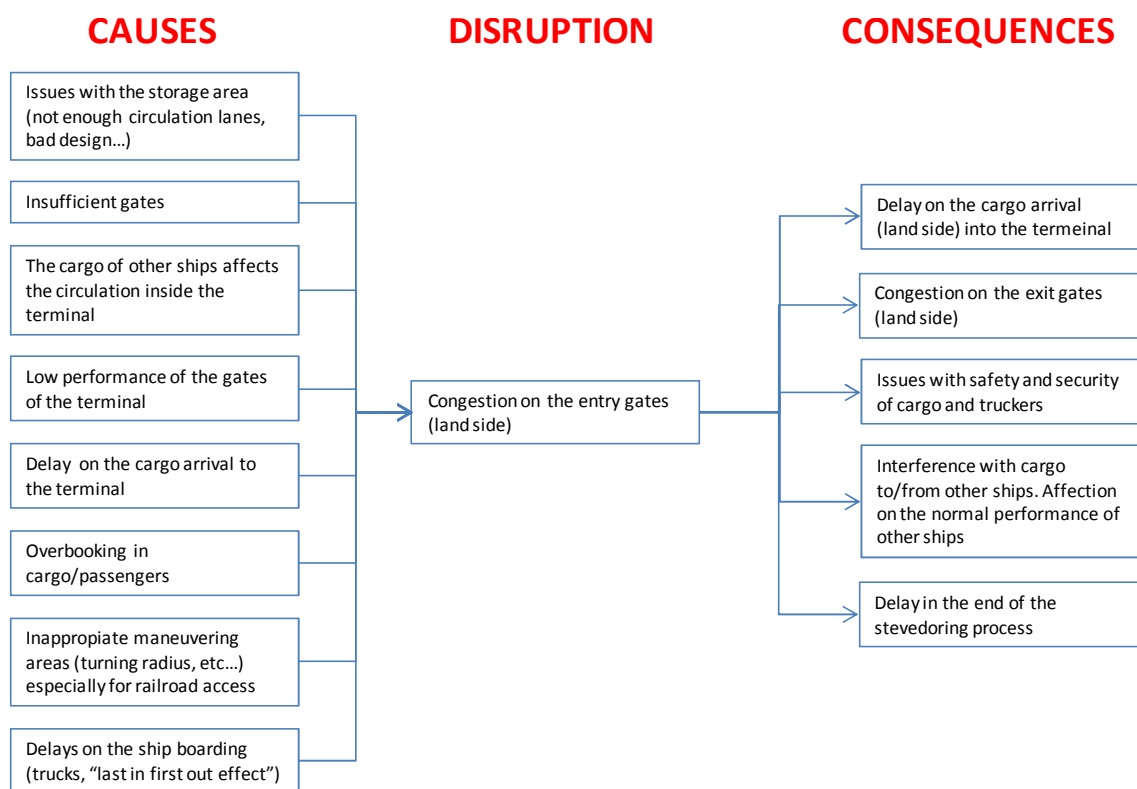 CAUSES
DISRUPTION
CONSEQUENCES
Issues with the storage area
(not enough circulation lanes,
bad design...)
Insufficient gates
The cargo of other ships affects
the circulation inside the
terminal
Low performance of the gates
of the terminal
Delay on the cargo arrival to
the terminal
Overbooking in
cargo/passengers
Inappropiate maneuvering
areas (turning radius, etc...)
especially for railroad access
Delays on the ship boarding
(trucks, “last in first out effect”)
Congestion on the entry gates
(land side)
Delay on the cargo arrival
(land side) into the termeinal
Congestion on the exit gates
(land side)
Issues with safety and security
of cargo and truckers
Interference with cargo
to/from other ships. Affection
on the normal performance of
other ships
Delay in the end of the
stevedoring process